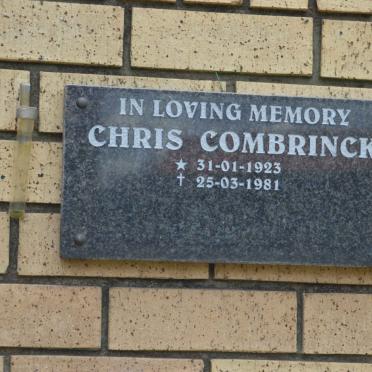 IN LOVING MEMORY
CHRIS COMBRINCK
★ 31-01-1923
✝ 25-03-1981